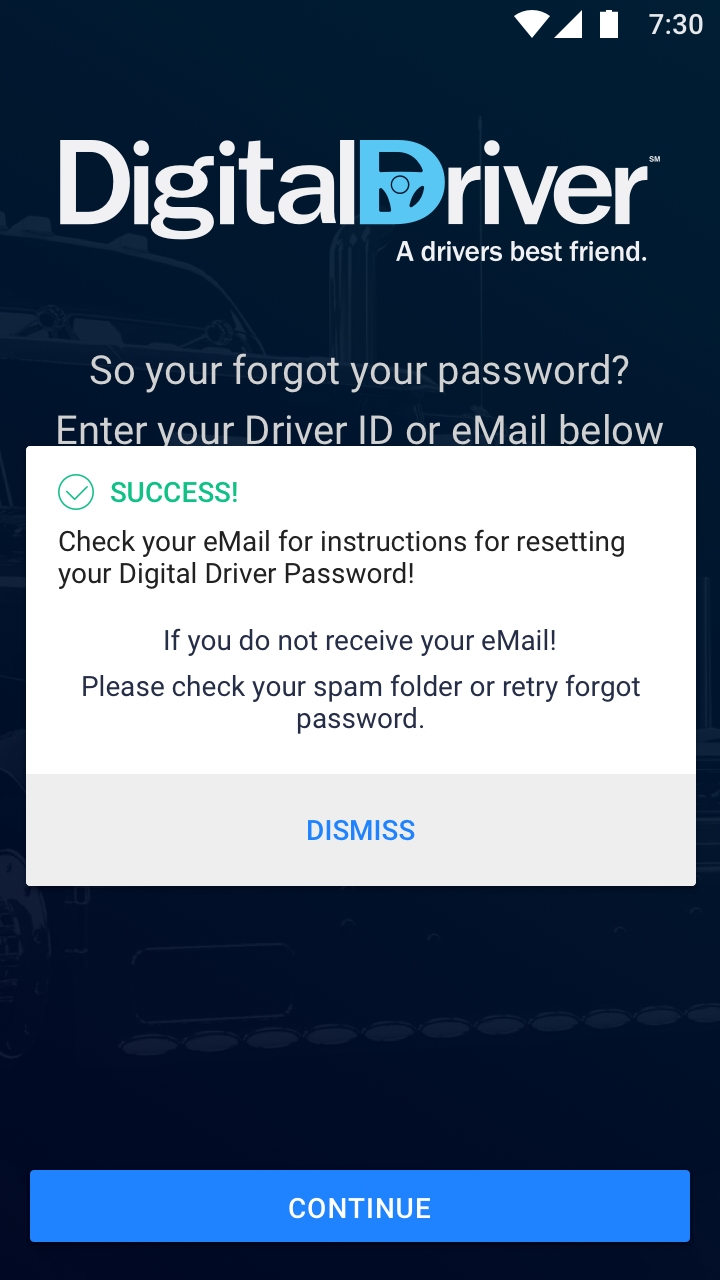 7:30
DigitalDriver℠
A drivers best friend.
So your forgot your password?
Enter your Driver ID or eMail below
SUCCESS!
Check your eMail for instructions for resetting
your Digital Driver Password!
If you do not receive your eMail!
Please check your spam folder or retry forgot
password.
DISMISS
CONTINUE